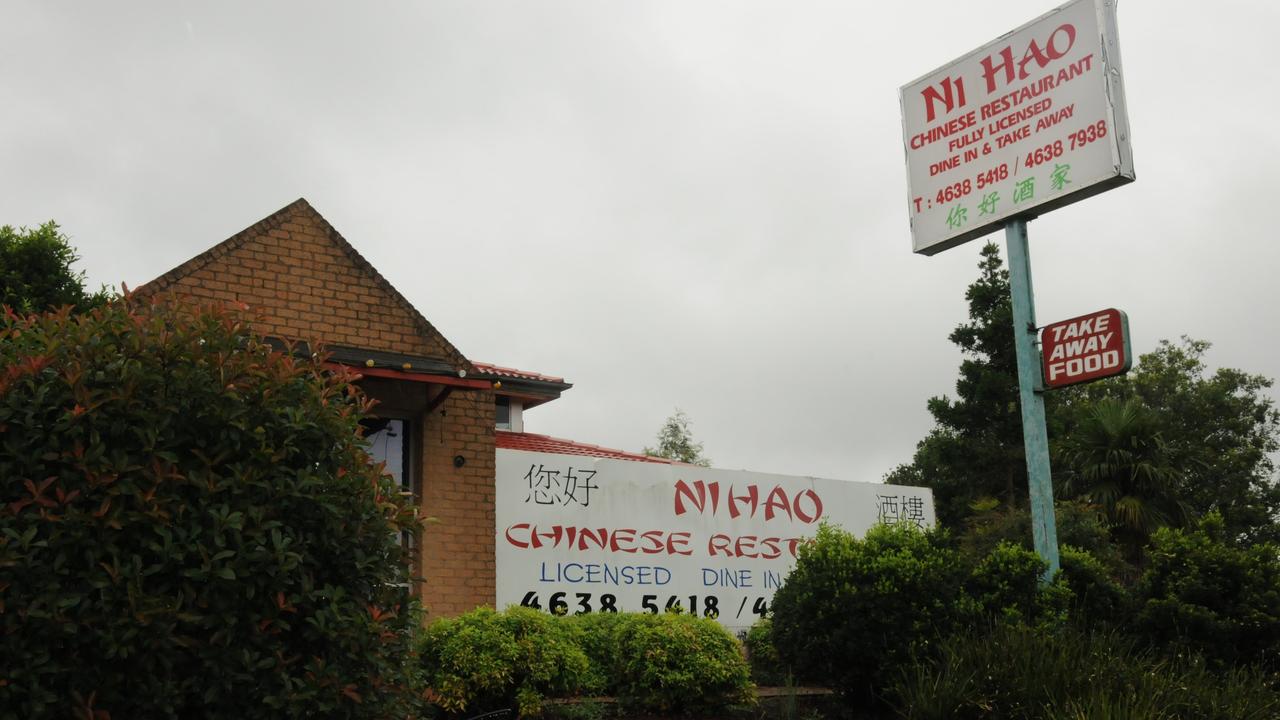 NI HAO
CHINESE RESTAURANT
FULLY LICENSED
DINE IN & TAKE AWAY
T : 4638 5418 / 4638 7938
你好酒家
TAKE
AWAY
FOOD
您好 NI HAO 酒樓
CHINESE REST
LICENSED DINE IN
4638 5418 / 4